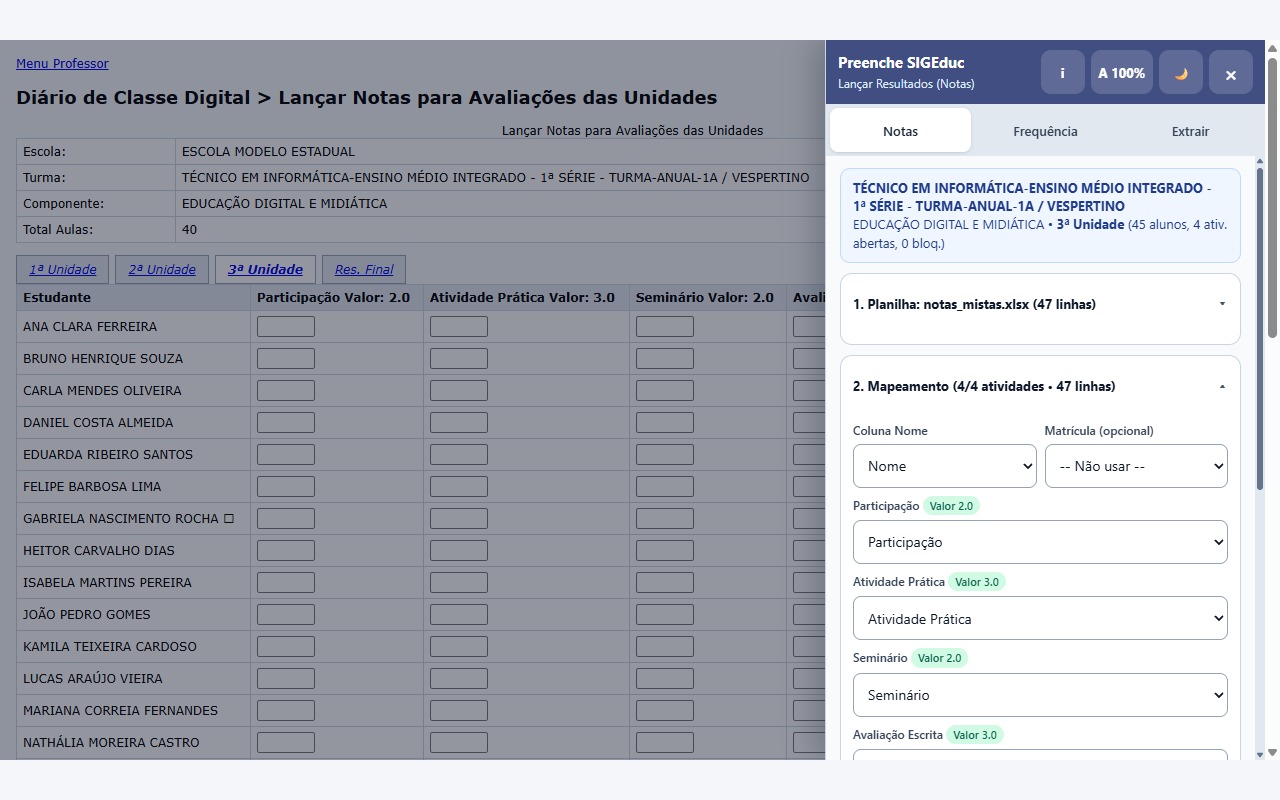 Menu Professor
Diário de Classe Digital > Lançar Notas para Avaliações das Unidades
Lançar Notas para Avaliações das Unidades
Escola: ESCOLA MODELO ESTADUAL
Turma: TÉCNICO EM INFORMÁTICA-ENSINO MÉDIO INTEGRADO - 1ª SÉRIE - TURMA-ANUAL-1A / VESPERTINO
Componente: EDUCAÇÃO DIGITAL E MIDIÁTICA
Total Aulas: 40
1ª Unidade 2ª Unidade 3ª Unidade Res. Final
Estudante Participação Valor: 2.0 Atividade Prática Valor: 3.0 Seminário Valor: 2.0 Avali
ANA CLARA FERREIRA
BRUNO HENRIQUE SOUZA
CARLA MENDES OLIVEIRA
DANIEL COSTA ALMEIDA
EDUARDA RIBEIRO SANTOS
FELIPE BARBOSA LIMA
GABRIELA NASCIMENTO ROCHA
HEITOR CARVALHO DIAS
ISABELA MARTINS PEREIRA
JOÃO PEDRO GOMES
KAMILA TEIXEIRA CARDOSO
LUCAS ARAÚJO VIEIRA
MARIANA CORREIA FERNANDES
NATHÁLIA MOREIRA CASTRO
Preenche SIGEduc
Lançar Resultados (Notas)
i A 100% ×
Notas Frequência Extrair
TÉCNICO EM INFORMÁTICA-ENSINO MÉDIO INTEGRADO -
1ª SÉRIE - TURMA-ANUAL-1A / VESPERTINO
EDUCAÇÃO DIGITAL E MIDIÁTICA • 3ª Unidade (45 alunos, 4 ativ.
abertas, 0 bloq.)
1. Planilha: notas_mistas.xlsx (47 linhas)
2. Mapeamento (4/4 atividades • 47 linhas)
Coluna Nome Matrícula (opcional)
Nome -- Não usar --
Participação Valor 2.0
Participação
Atividade Prática Valor 3.0
Atividade Prática
Seminário Valor 2.0
Seminário
Avaliação Escrita Valor 3.0